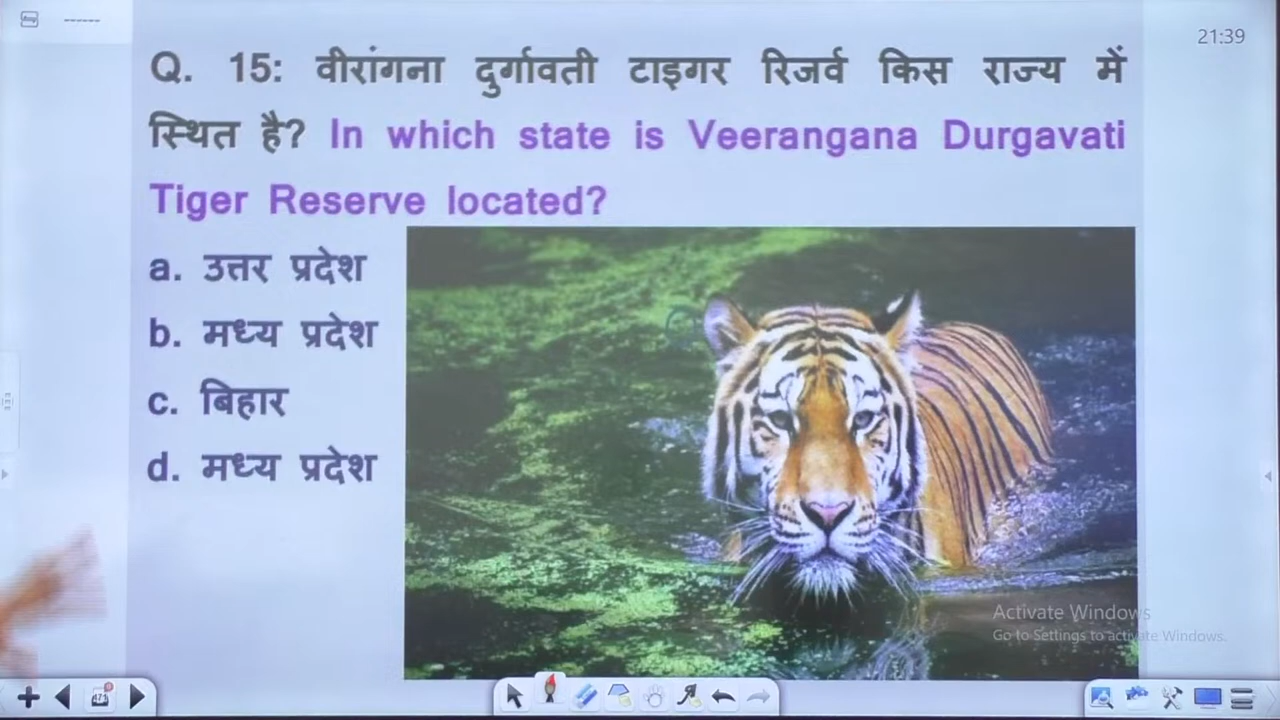 21:39
Q. 15: वीरांगना दुर्गावती टाइगर रिजर्व किस राज्य में
स्थित है? In which state is Veerangana Durgavati
Tiger Reserve located?
a. उत्तर प्रदेश
b. मध्य प्रदेश
c. बिहार
d. मध्य प्रदेश
Activate Windows
Go to Settings to activate Windows.
471